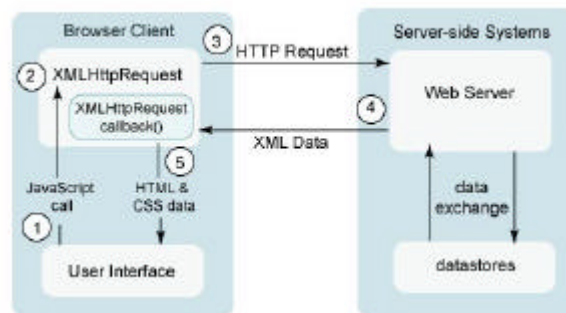 Browser Client
Server-side Systems
3
HTTP Request
2
XMLHttpRequest
Web Server
XMLHttpRequest
callback()
4
XML Data
5
JavaScript
call
HTML &
CSS data
data
exchange
1
User Interface
datastores